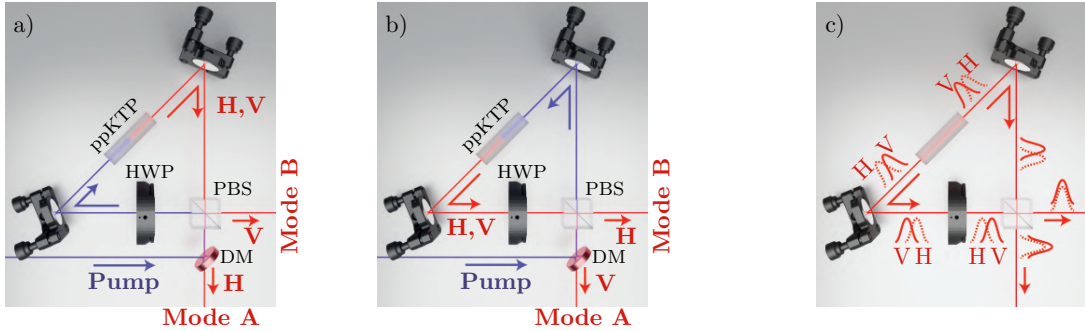 a)
ppKTP
H,V
HWP
PBS
V
Mode B
DM
Pump
H
Mode A
b)
ppKTP
HWP
PBS
H,V
H
Mode B
DM
Pump
V
Mode A
c)
V H
H V
V H
H V